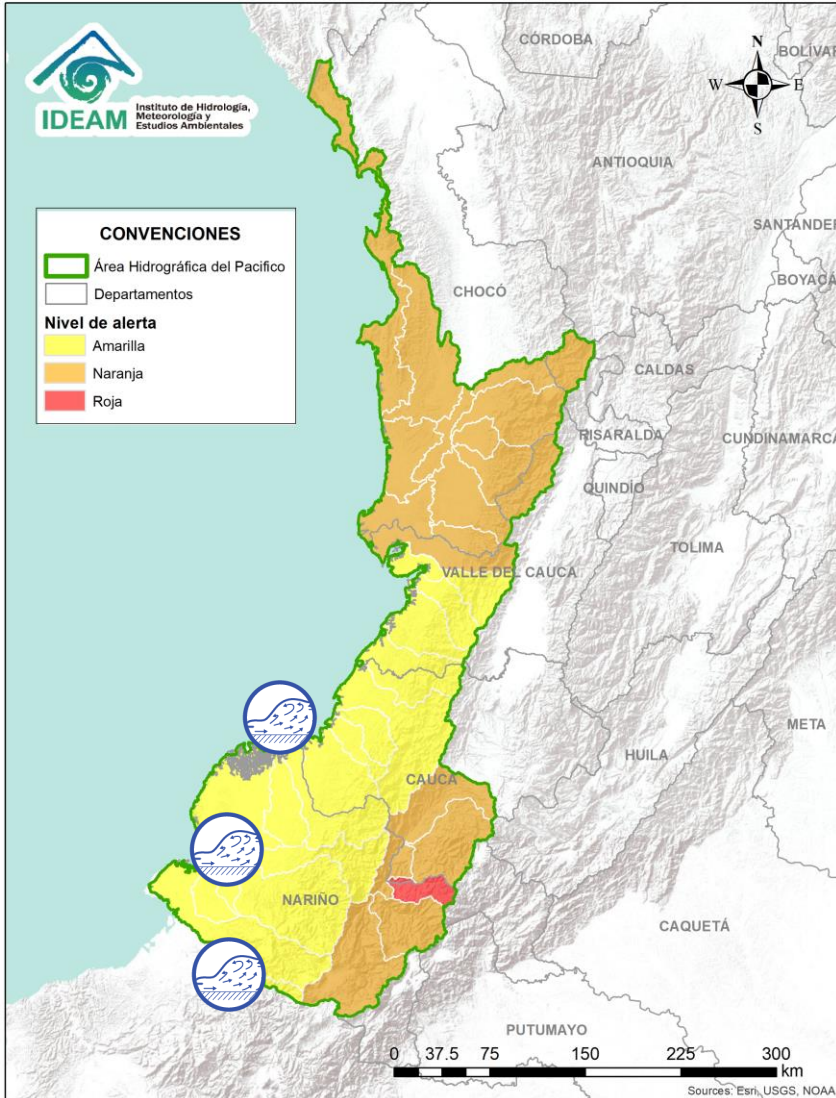 IDEAM
Instituto de Hidrología,
Meteorología y
Estudios Ambientales
CÓRDOBA
BOLÍVAR
N
W
E
S
ANTIOQUIA
SANTANDER
BOYACÁ
CONVENCIONES
Área Hidrográfica del Pacifico
Departamentos
Nivel de alerta
Amarilla
Naranja
Roja
CHOCÓ
CALDAS
RISARALDA
CUNDINAMARCA
QUINDÍO
TOLIMA
VALLE DEL CAUCA
META
HUILA
CAUCA
NARIÑO
CAQUETÁ
PUTUMAYO
0 37.5 75 150 225 300
km
Sources: Esri, USGS, NOAA